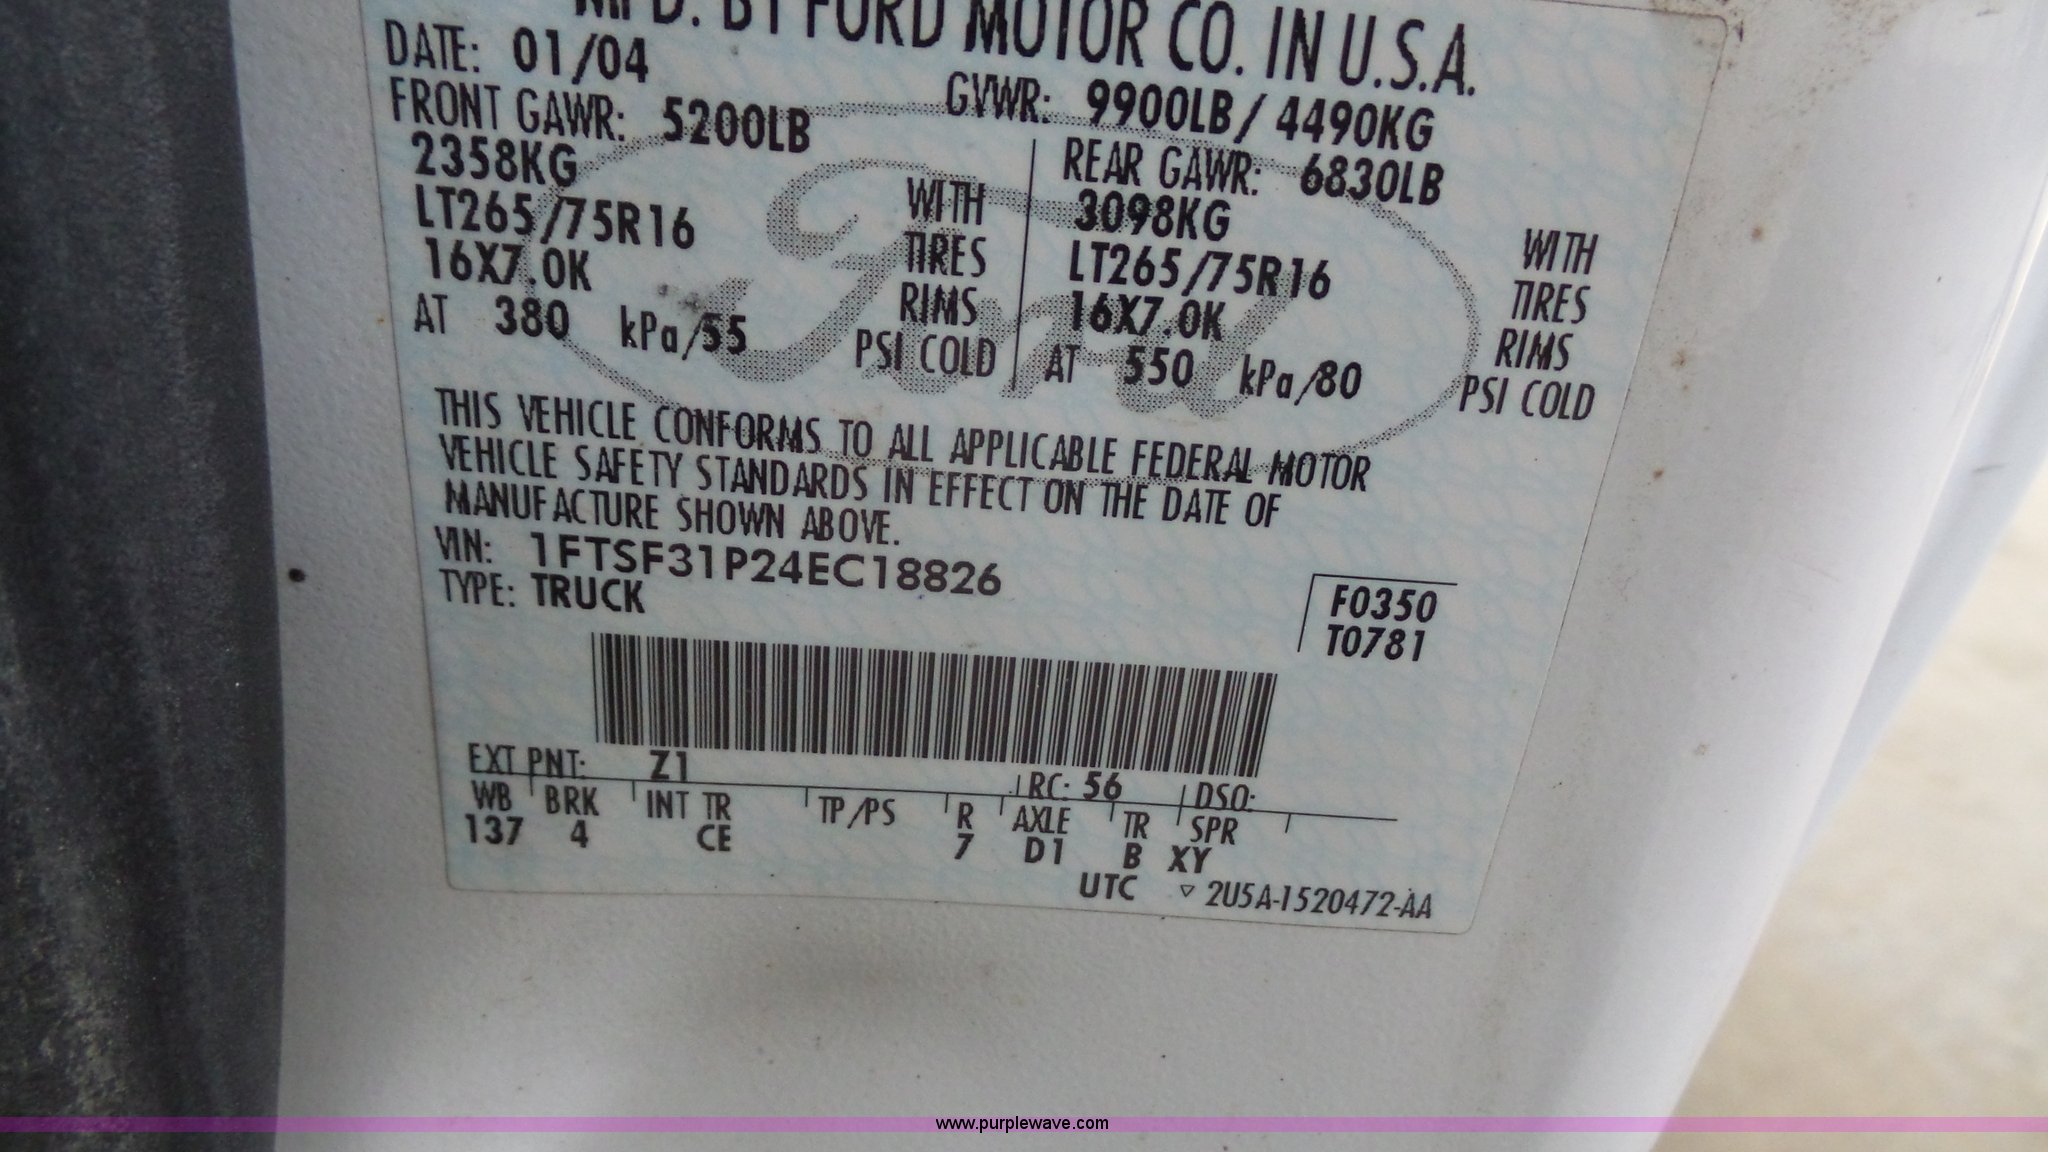 MFD. BY FORD MOTOR CO. IN U.S.A.
DATE: 01/04
GVWR: 9900LB / 4490KG
FRONT GAWR: 5200LB
2358KG
LT265/75R16 WITH TIRES
16X7.0K RIMS
AT 380 kPa/55 PSI COLD
REAR GAWR: 6830LB
3098KG
LT265/75R16 WITH TIRES
16X7.0K RIMS
AT 550 kPa/80 PSI COLD
Ford
THIS VEHICLE CONFORMS TO ALL APPLICABLE FEDERAL MOTOR
VEHICLE SAFETY STANDARDS IN EFFECT ON THE DATE OF
MANUFACTURE SHOWN ABOVE.
VIN: 1FTSF31P24EC18826
TYPE: TRUCK
F0350
T0781
EXT PNT: Z1 RC: 56 DSO:
WB BRK INT TR TP/PS R AXLE TR SPR
137 4 CE 7 D1 B XY
UTC ▽ 2U5A-1520472-AA
www.purplewave.com